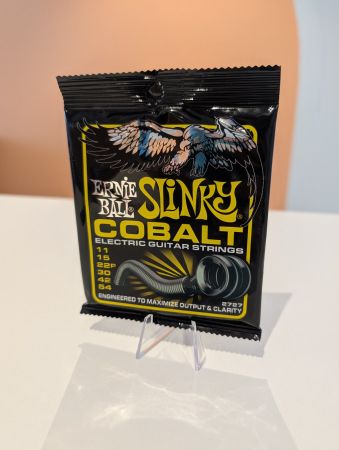 ERNIE
BALL
SLINKY
COBALT
ELECTRIC GUITAR STRINGS
11
15
22P
30
42
54
2727
ENGINEERED TO MAXIMIZE OUTPUT & CLARITY